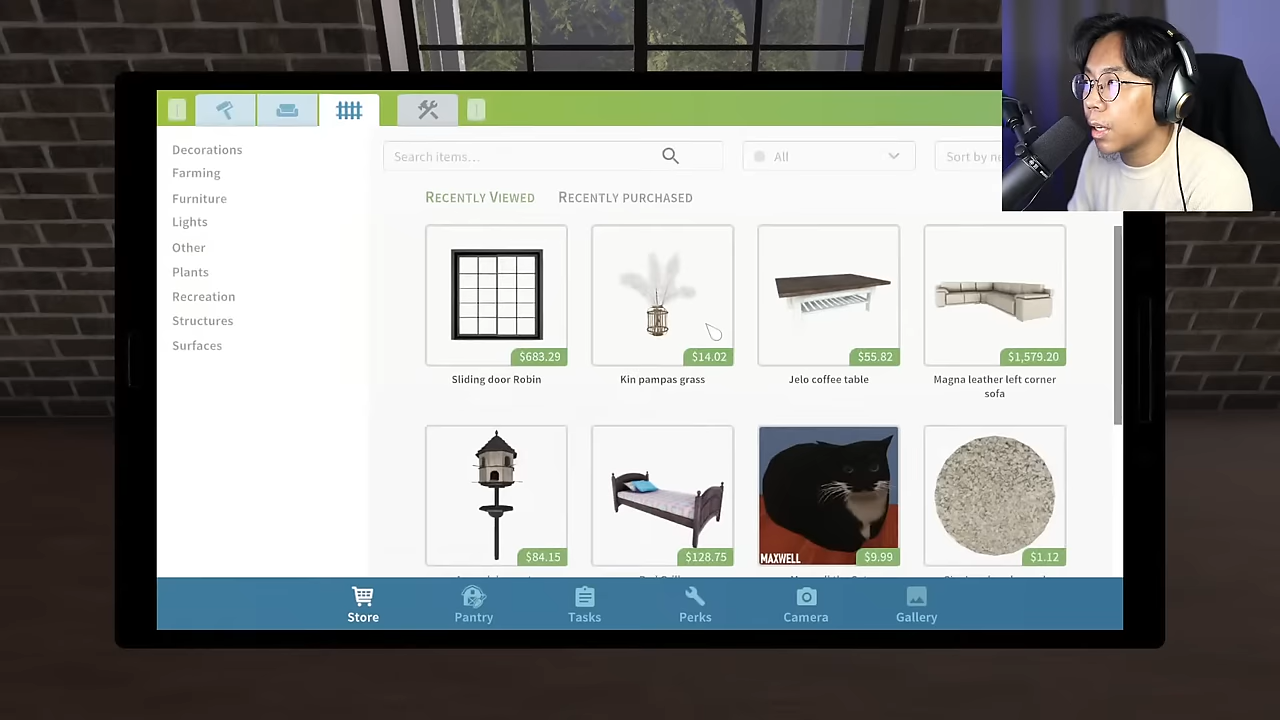 Decorations
Farming
Furniture
Lights
Other
Plants
Recreation
Structures
Surfaces
Search items...
All
Sort by
RECENTLY VIEWED
RECENTLY PURCHASED
$683.29
$14.02
$55.82
$1,579.20
Sliding door Robin
Kin pampas grass
Jelo coffee table
Magna leather left corner
sofa
MAXWELL
$84.15
$128.75
$9.99
$1.12
Store
Pantry
Tasks
Perks
Camera
Gallery